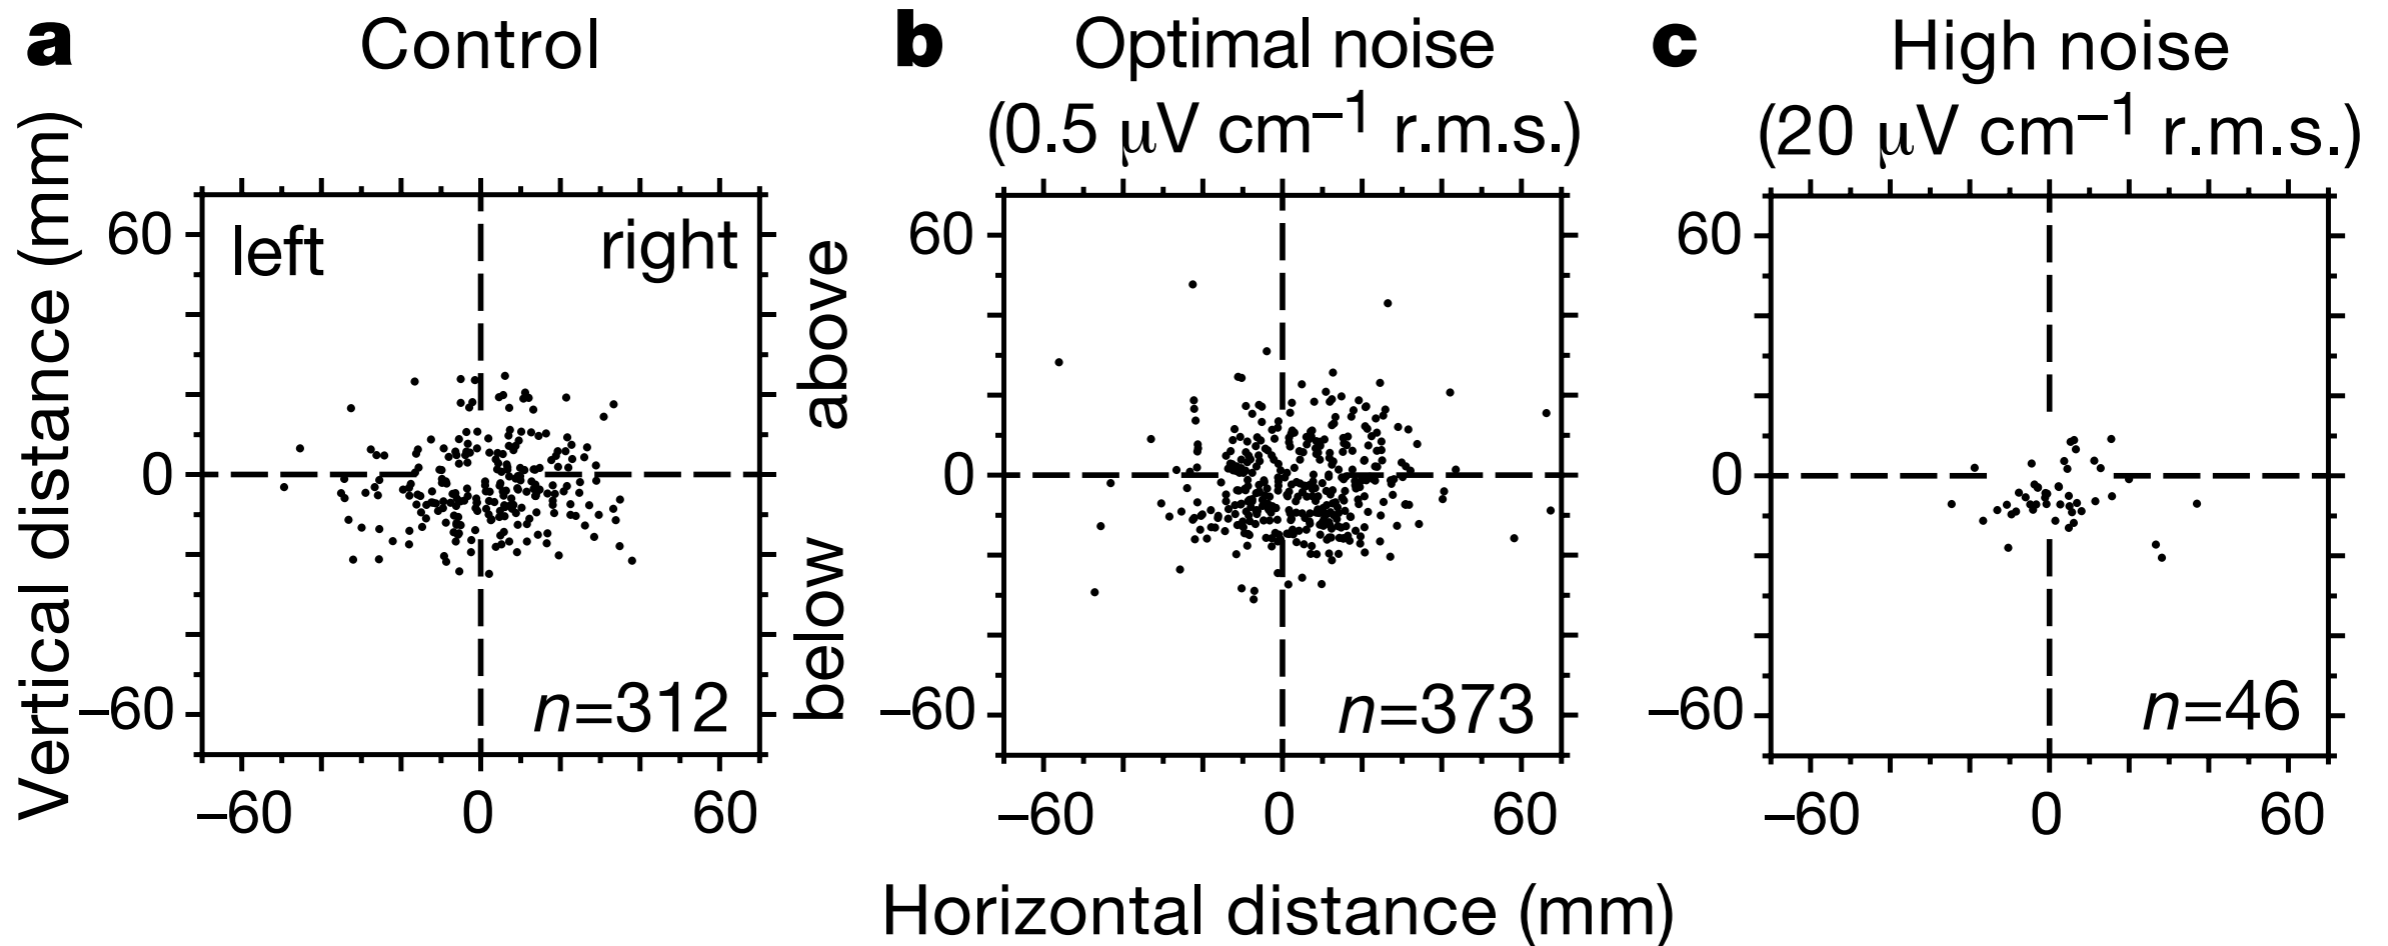 a Control
b Optimal noise
(0.5 μV cm⁻¹ r.m.s.)
c High noise
(20 μV cm⁻¹ r.m.s.)
Vertical distance (mm)
60
0
–60
left
right
n=312
–60 0 60
above
below
60
0
–60
n=373
–60 0 60
60
0
–60
n=46
–60 0 60
Horizontal distance (mm)